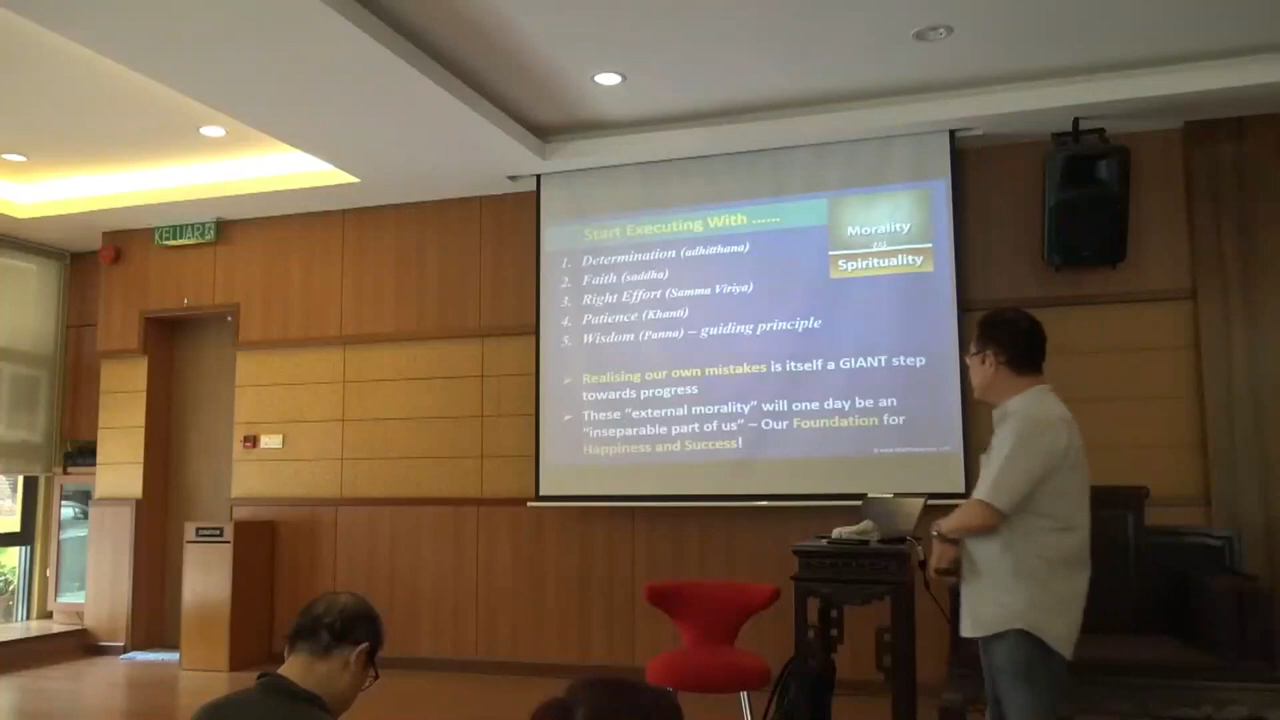 KELUAR
Start Executing With ......
Morality
vs
Spirituality
1. Determination (adhitthana)
2. Faith (saddha)
3. Right Effort (Samma Viriya)
4. Patience (Khanti)
5. Wisdom (Panna) – guiding principle
➢ Realising our own mistakes is itself a GIANT step
towards progress
➢ These “external morality” will one day be an
“inseparable part of us” – Our Foundation for
Happiness and Success!